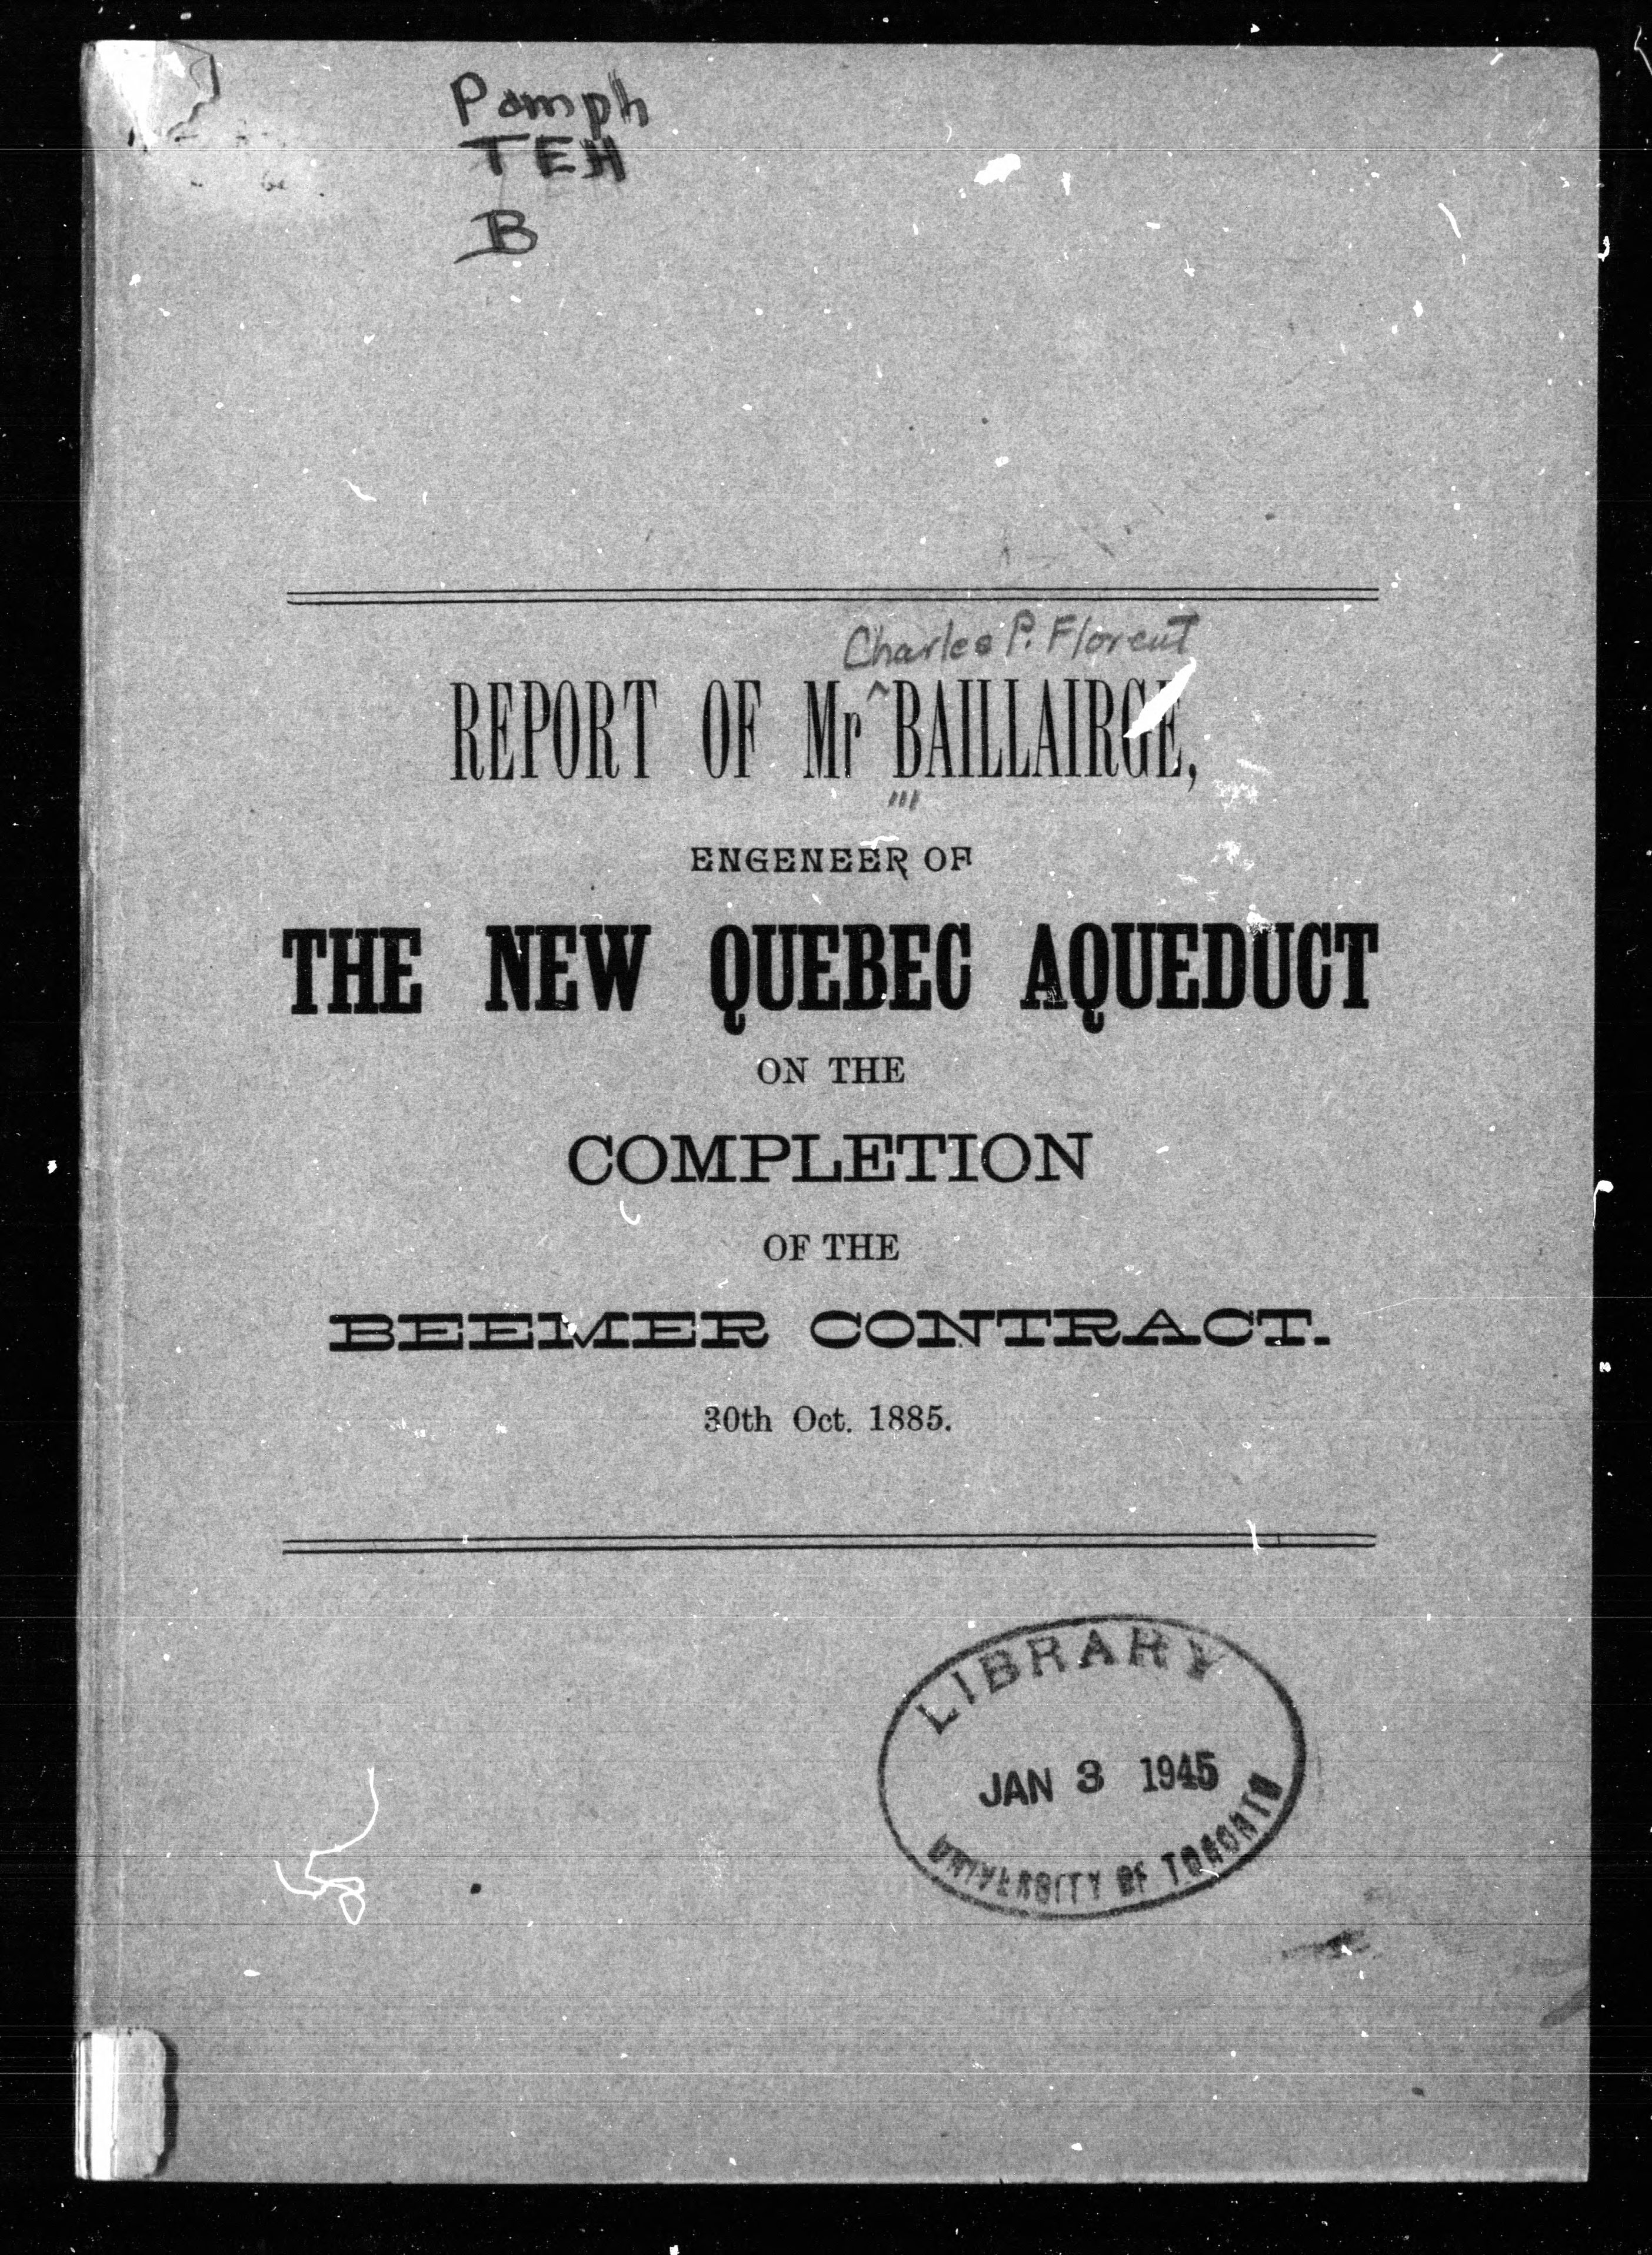 Pamph
TEH
B
Charles P. Florent
REPORT OF Mr ^ BAILLAIRGE,
"'
ENGENEER OF
THE NEW QUEBEC AQUEDUCT
ON THE
COMPLETION
OF THE
BEEMER CONTRACT.
30th Oct. 1885.
LIBRARY
JAN 3 1945
UNIVERSITY OF TORONTO